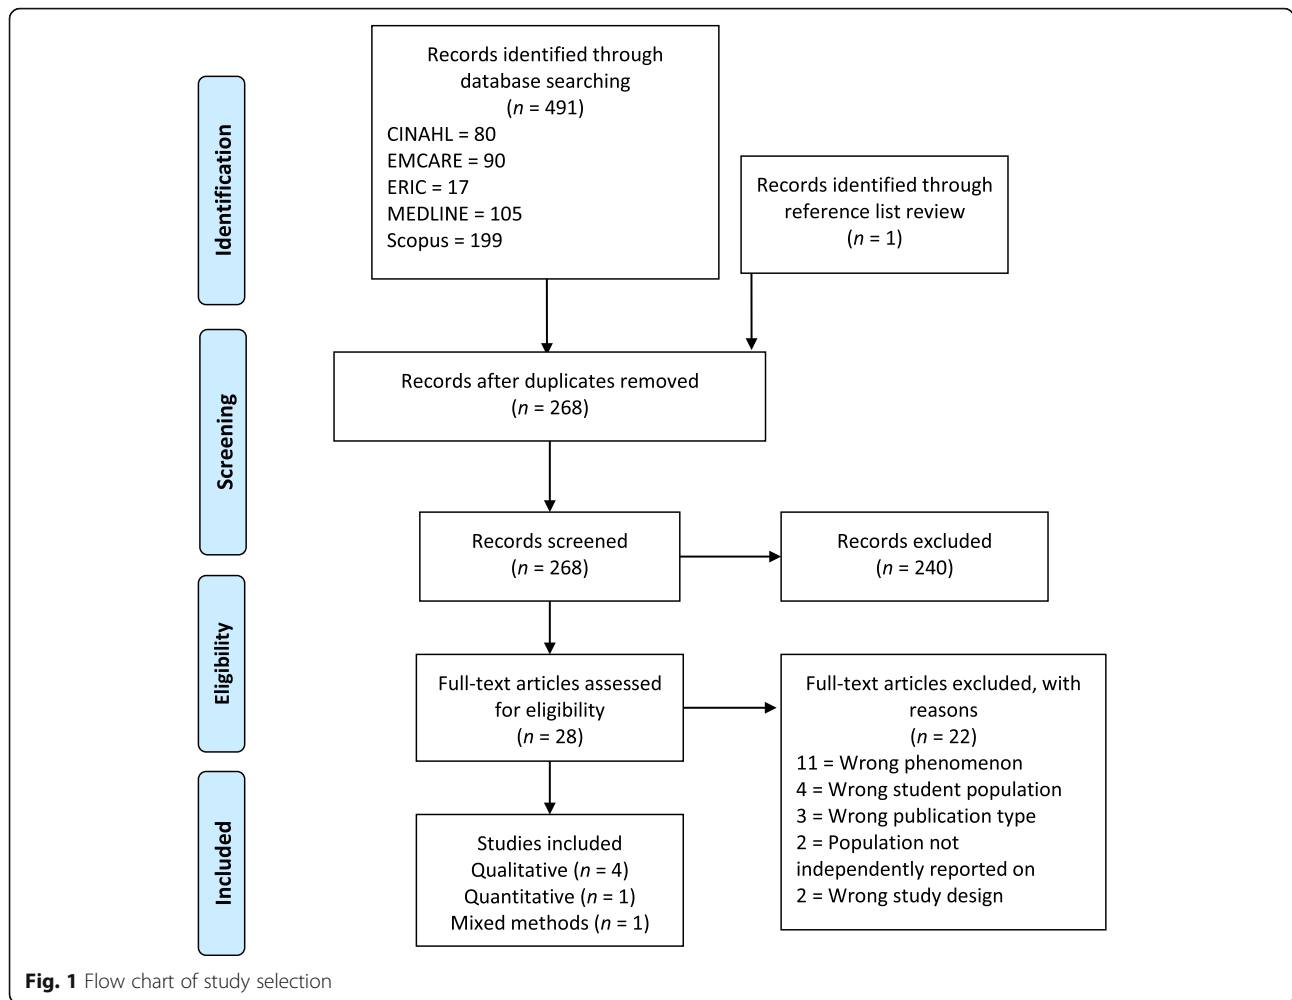 Identification
Records identified through
database searching
(n = 491)
CINAHL = 80
EMCARE = 90
ERIC = 17
MEDLINE = 105
Scopus = 199
Records identified through
reference list review
(n = 1)
Screening
Records after duplicates removed
(n = 268)
Records screened
(n = 268)
Records excluded
(n = 240)
Eligibility
Full-text articles assessed
for eligibility
(n = 28)
Full-text articles excluded, with
reasons
(n = 22)
11 = Wrong phenomenon
4 = Wrong student population
3 = Wrong publication type
2 = Population not
independently reported on
2 = Wrong study design
Included
Studies included
Qualitative (n = 4)
Quantitative (n = 1)
Mixed methods (n = 1)
Fig. 1 Flow chart of study selection